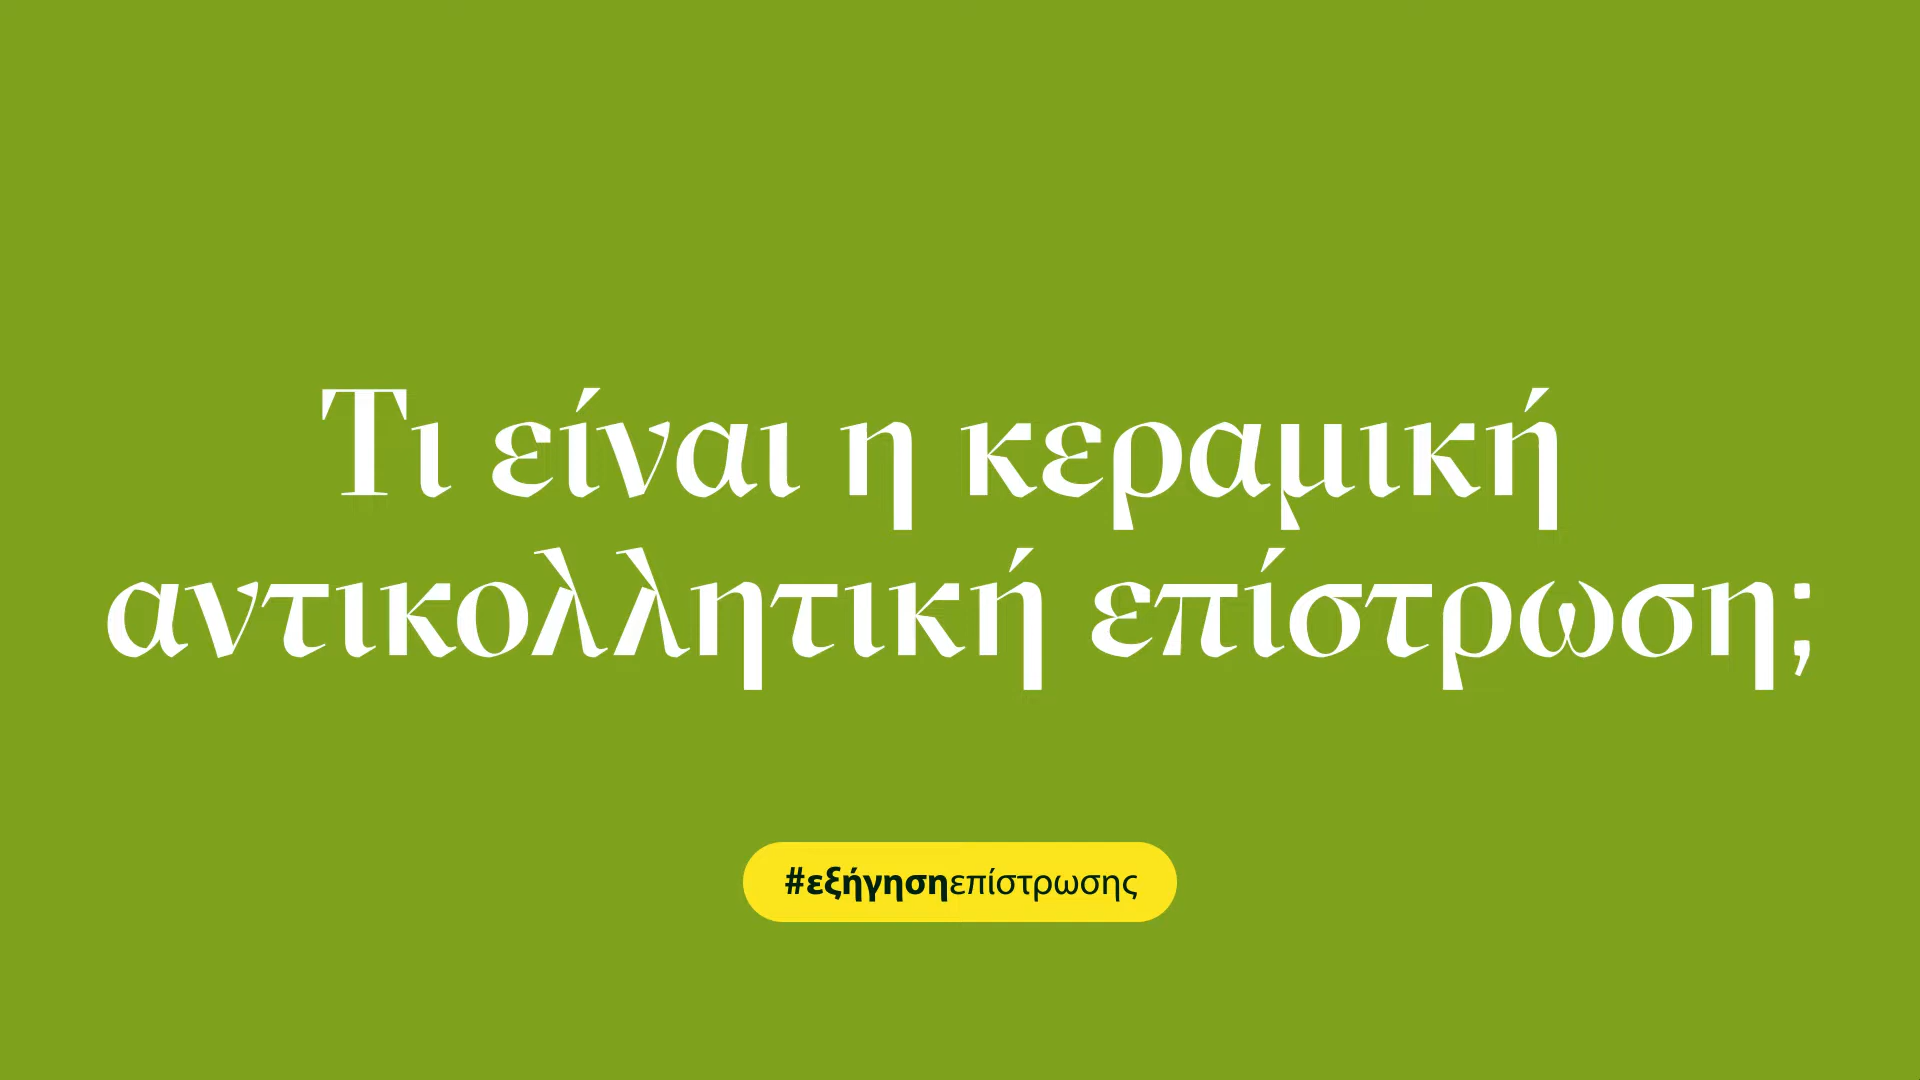 Τι είναι η κεραμική
αντικολλητική επίστρωση;
#εξήγησηεπίστρωσης